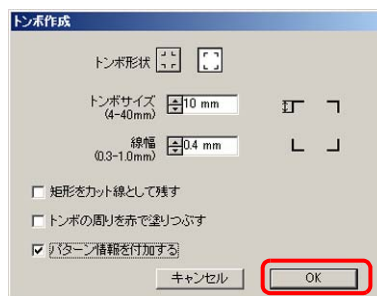 トンボ作成
トンボ形状
トンボサイズ 10 mm
(4-40mm)
線幅 0.4 mm
(0.3-1.0mm)
矩形をカット線として残す
トンボの周りを赤で塗りつぶす
パターン情報を付加する
キャンセル OK